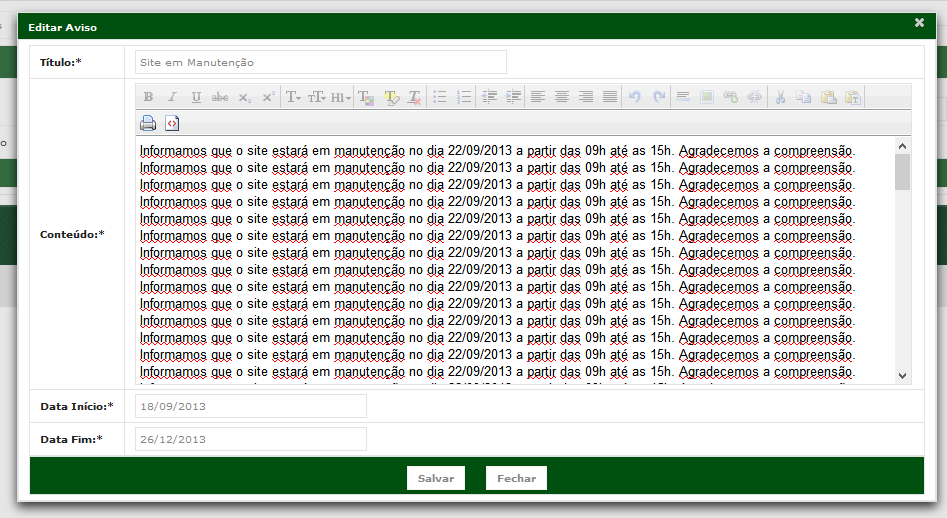 Editar Aviso
Título:*
Site em Manutenção
Conteúdo:*
Informamos que o site estará em manutenção no dia 22/09/2013 a partir das 09h até as 15h. Agradecemos a compreensão.
Informamos que o site estará em manutenção no dia 22/09/2013 a partir das 09h até as 15h. Agradecemos a compreensão.
Informamos que o site estará em manutenção no dia 22/09/2013 a partir das 09h até as 15h. Agradecemos a compreensão.
Informamos que o site estará em manutenção no dia 22/09/2013 a partir das 09h até as 15h. Agradecemos a compreensão.
Informamos que o site estará em manutenção no dia 22/09/2013 a partir das 09h até as 15h. Agradecemos a compreensão.
Informamos que o site estará em manutenção no dia 22/09/2013 a partir das 09h até as 15h. Agradecemos a compreensão.
Informamos que o site estará em manutenção no dia 22/09/2013 a partir das 09h até as 15h. Agradecemos a compreensão.
Informamos que o site estará em manutenção no dia 22/09/2013 a partir das 09h até as 15h. Agradecemos a compreensão.
Informamos que o site estará em manutenção no dia 22/09/2013 a partir das 09h até as 15h. Agradecemos a compreensão.
Informamos que o site estará em manutenção no dia 22/09/2013 a partir das 09h até as 15h. Agradecemos a compreensão.
Informamos que o site estará em manutenção no dia 22/09/2013 a partir das 09h até as 15h. Agradecemos a compreensão.
Informamos que o site estará em manutenção no dia 22/09/2013 a partir das 09h até as 15h. Agradecemos a compreensão.
Informamos que o site estará em manutenção no dia 22/09/2013 a partir das 09h até as 15h. Agradecemos a compreensão.
Informamos que o site estará em manutenção no dia 22/09/2013 a partir das 09h até as 15h. Agradecemos a compreensão.
Data Início:*
18/09/2013
Data Fim:*
26/12/2013
Salvar Fechar